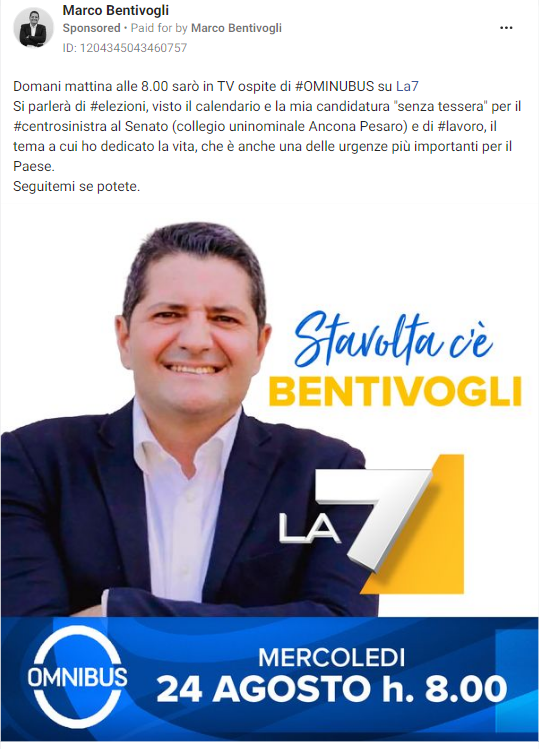 Marco Bentivogli
Sponsored • Paid for by Marco Bentivogli
ID: 1204345043460757
Domani mattina alle 8.00 sarò in TV ospite di #OMINUBUS su La7
Si parlerà di #elezioni, visto il calendario e la mia candidatura "senza tessera" per il
#centrosinistra al Senato (collegio uninominale Ancona Pesaro) e di #lavoro, il
tema a cui ho dedicato la vita, che è anche una delle urgenze più importanti per il
Paese.
Seguitemi se potete.
Stavolta c'è
BENTIVOGLI
LA7
OMNIBUS
MERCOLEDI
24 AGOSTO h. 8.00